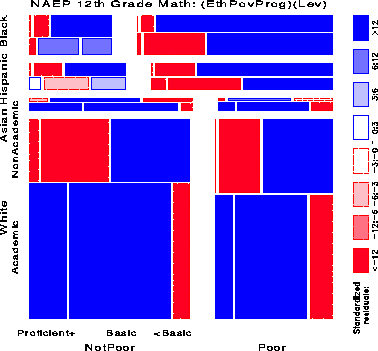 NAEP 12th Grade Math: (EthPovProg)(Lev)
Asian Hispanic Black
White
NonAcademic
Academic
Proficient+ Basic <Basic
NotPoor Poor
Standardized
residuals:
<-12
-12:-6
-6:-3
-3:-0
0:3
3:6
6:12
>12